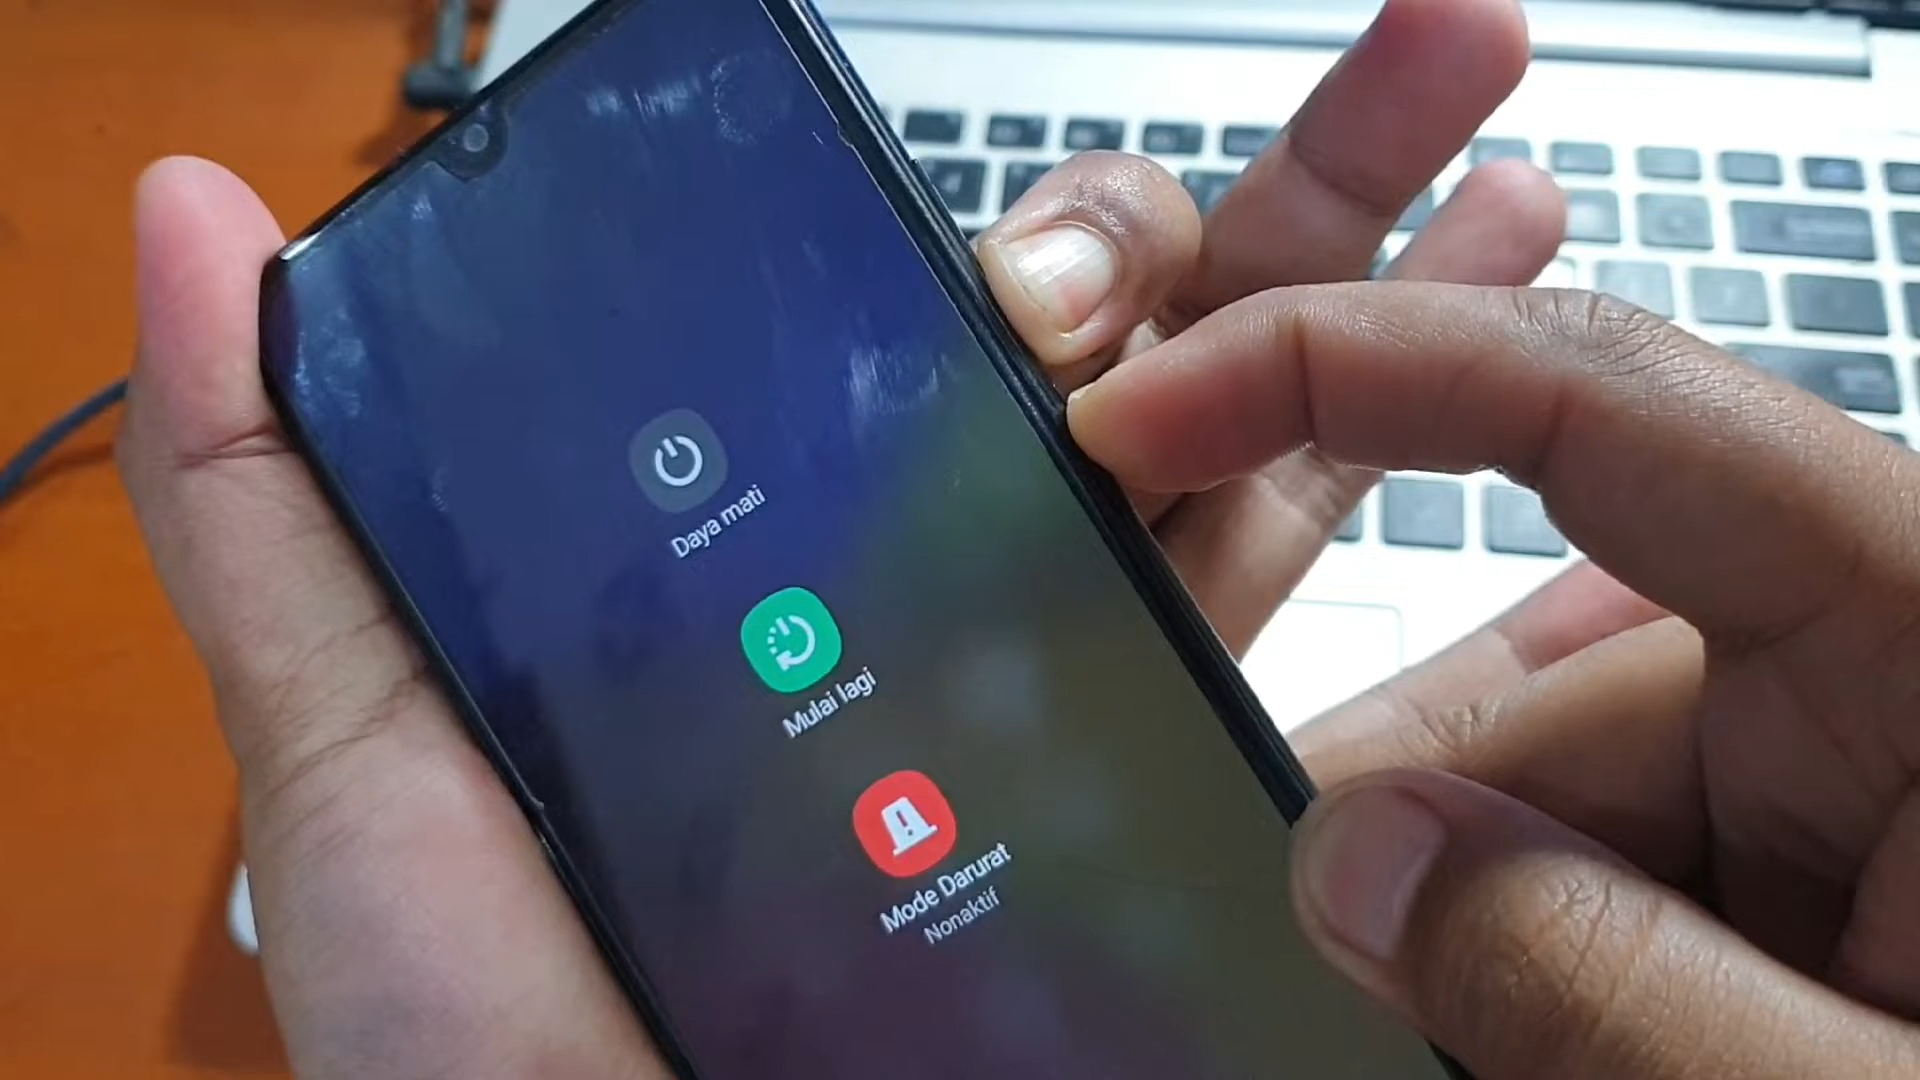 Daya mati
Mulai lagi
Mode Darurat
Nonaktif